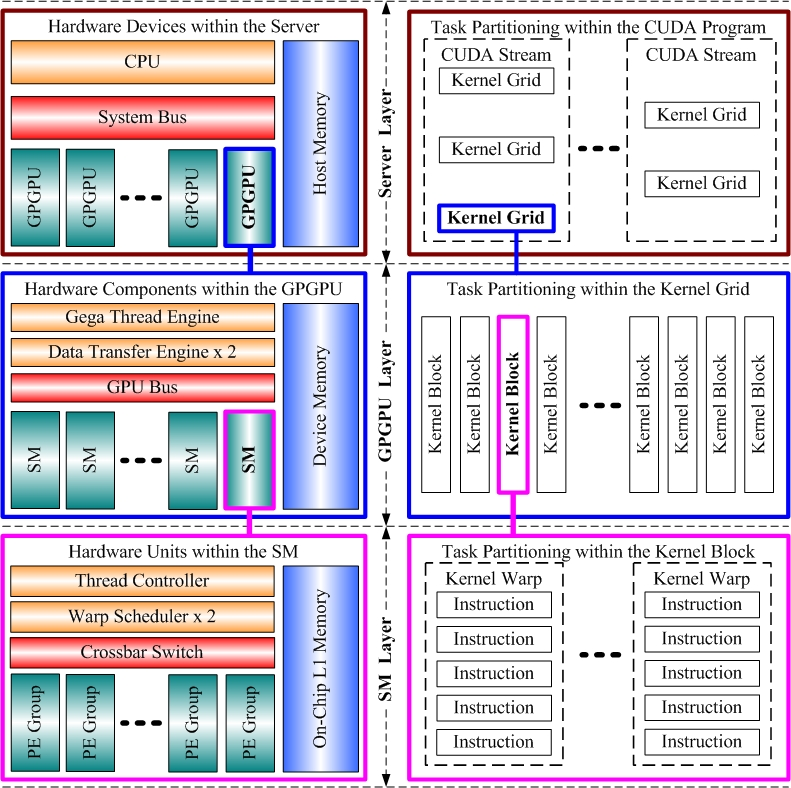 Hardware Devices within the Server
CPU
System Bus
GPGPU
GPGPU
GPGPU
GPGPU
Host Memory
Server Layer
Task Partitioning within the CUDA Program
CUDA Stream
Kernel Grid
Kernel Grid
Kernel Grid
CUDA Stream
Kernel Grid
Kernel Grid
Hardware Components within the GPGPU
Gega Thread Engine
Data Transfer Engine x 2
GPU Bus
SM
SM
SM
SM
Device Memory
GPGPU Layer
Task Partitioning within the Kernel Grid
Kernel Block
Kernel Block
Kernel Block
Kernel Block
Kernel Block
Kernel Block
Kernel Block
Kernel Block
Hardware Units within the SM
Thread Controller
Warp Scheduler x 2
Crossbar Switch
PE Group
PE Group
PE Group
PE Group
On-Chip L1 Memory
SM Layer
Task Partitioning within the Kernel Block
Kernel Warp
Instruction
Instruction
Instruction
Instruction
Instruction
Kernel Warp
Instruction
Instruction
Instruction
Instruction
Instruction